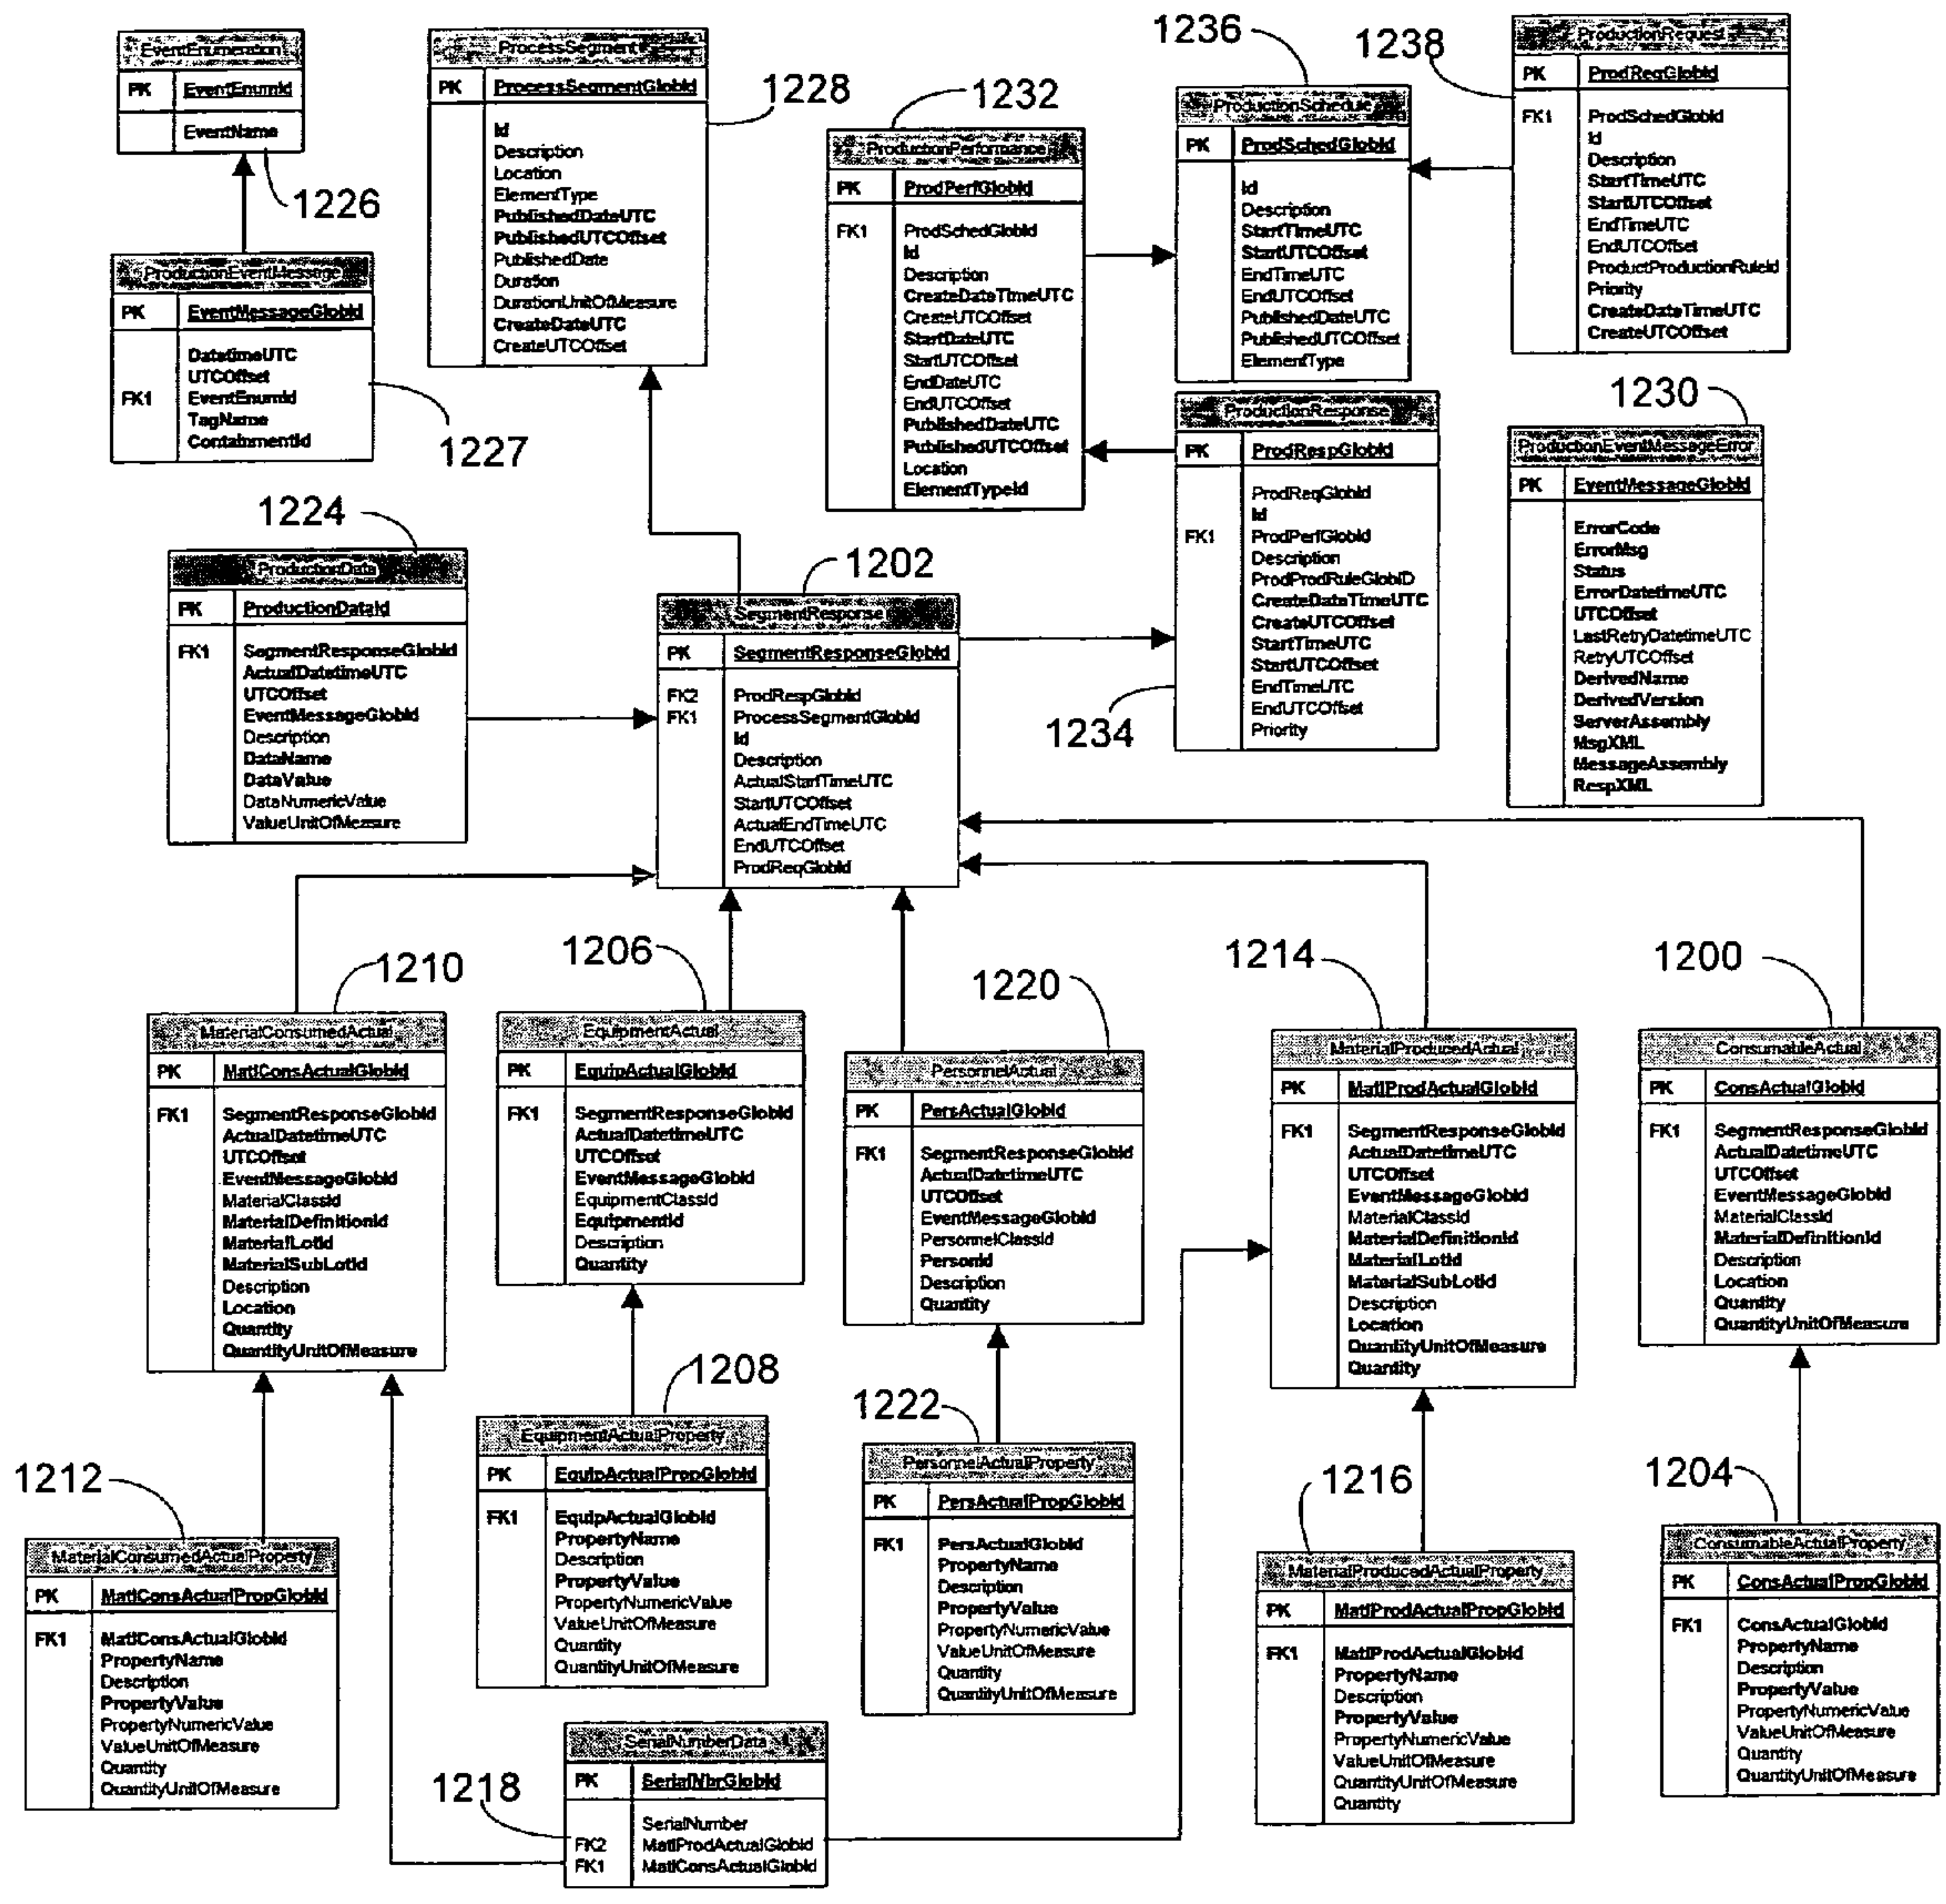 EventEnumeration
PK EventEnumId
EventName
1226
ProductionEventMessage
PK EventMessageGlobId
DatetimeUTC
UTCOffset
FK1 EventEnumId
TagName
ContainmentId
1227
ProcessSegment
PK ProcessSegmentGlobId
Id
Description
Location
ElementType
PublishedDateUTC
PublishedUTCOffset
PublishedDate
Duration
DurationUnitOfMeasure
CreateDateUTC
CreateUTCOffset
1228
1232
ProductionPerformance
PK ProdPerfGlobId
FK1 ProdSchedGlobId
Id
Description
CreateDateTimeUTC
CreateUTCOffset
StartDateUTC
StartUTCOffset
EndDateUTC
EndUTCOffset
PublishedDateUTC
PublishedUTCOffset
Location
ElementTypeId
1236
ProductionSchedule
PK ProdSchedGlobId
Id
Description
StartTimeUTC
StartUTCOffset
EndTimeUTC
EndUTCOffset
PublishedDateUTC
PublishedUTCOffset
ElementType
1238
ProductionRequest
PK ProdReqGlobId
FK1 ProdSchedGlobId
Id
Description
StartTimeUTC
StartUTCOffset
EndTimeUTC
EndUTCOffset
ProductProductionRuleId
Priority
CreateDateTimeUTC
CreateUTCOffset
ProductionResponse
PK ProdRespGlobId
ProdReqGlobId
Id
FK1 ProdPerfGlobId
Description
ProdProdRuleGlobID
CreateDateTimeUTC
CreateUTCOffset
StartTimeUTC
StartUTCOffset
EndTimeUTC
EndUTCOffset
Priority
1234
1230
ProductionEventMessageError
PK EventMessageGlobId
ErrorCode
ErrorMsg
Status
ErrorDatetimeUTC
UTCOffset
LastRetryDatetimeUTC
RetryUTCOffset
DerivedName
DerivedVersion
ServerAssembly
MsgXML
MessageAssembly
RespXML
1224
ProductionData
PK ProductionDataId
FK1 SegmentResponseGlobId
ActualDatetimeUTC
UTCOffset
EventMessageGlobId
Description
DataName
DataValue
DataNumericValue
ValueUnitOfMeasure
1202
SegmentResponse
PK SegmentResponseGlobId
FK2 ProdRespGlobId
FK1 ProcessSegmentGlobId
Id
Description
ActualStartTimeUTC
StartUTCOffset
ActualEndTimeUTC
EndUTCOffset
ProdReqGlobId
1210
MaterialConsumedActual
PK MatlConsActualGlobId
FK1 SegmentResponseGlobId
ActualDatetimeUTC
UTCOffset
EventMessageGlobId
MaterialClassId
MaterialDefinitionId
MaterialLotId
MaterialSubLotId
Description
Location
Quantity
QuantityUnitOfMeasure
1206
EquipmentActual
PK EquipActualGlobId
FK1 SegmentResponseGlobId
ActualDatetimeUTC
UTCOffset
EventMessageGlobId
EquipmentClassId
EquipmentId
Description
Quantity
1220
PersonnelActual
PK PersActualGlobId
FK1 SegmentResponseGlobId
ActualDatetimeUTC
UTCOffset
EventMessageGlobId
PersonnelClassId
PersonId
Description
Quantity
1214
MaterialProducedActual
PK MatlProdActualGlobId
FK1 SegmentResponseGlobId
ActualDatetimeUTC
UTCOffset
EventMessageGlobId
MaterialClassId
MaterialDefinitionId
MaterialLotId
MaterialSubLotId
Description
Location
QuantityUnitOfMeasure
Quantity
1200
ConsumableActual
PK ConsActualGlobId
FK1 SegmentResponseGlobId
ActualDatetimeUTC
UTCOffset
EventMessageGlobId
MaterialClassId
MaterialDefinitionId
Description
Location
Quantity
QuantityUnitOfMeasure
1212
MaterialConsumedActualProperty
PK MatlConsActualPropGlobId
FK1 MatlConsActualGlobId
PropertyName
Description
PropertyValue
PropertyNumericValue
ValueUnitOfMeasure
Quantity
QuantityUnitOfMeasure
1208
EquipmentActualProperty
PK EquipActualPropGlobId
FK1 EquipActualGlobId
PropertyName
Description
PropertyValue
PropertyNumericValue
ValueUnitOfMeasure
Quantity
QuantityUnitOfMeasure
1222
PersonnelActualProperty
PK PersActualPropGlobId
FK1 PersActualGlobId
PropertyName
Description
PropertyValue
PropertyNumericValue
ValueUnitOfMeasure
Quantity
QuantityUnitOfMeasure
1216
MaterialProducedActualProperty
PK MatlProdActualPropGlobId
FK1 MatlProdActualGlobId
PropertyName
Description
PropertyValue
PropertyNumericValue
ValueUnitOfMeasure
QuantityUnitOfMeasure
Quantity
1204
ConsumableActualProperty
PK ConsActualPropGlobId
FK1 ConsActualGlobId
PropertyName
Description
PropertyValue
PropertyNumericValue
ValueUnitOfMeasure
Quantity
QuantityUnitOfMeasure
1218
SerialNumberData
PK SerialNbrGlobId
SerialNumber
FK2 MatlProdActualGlobId
FK1 MatlConsActualGlobId